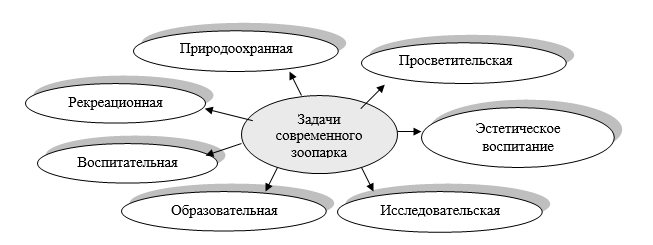 Природоохранная
Просветительская
Рекреационная
Задачи
современного
зоопарка
Эстетическое
воспитание
Воспитательная
Образовательная
Исследовательская